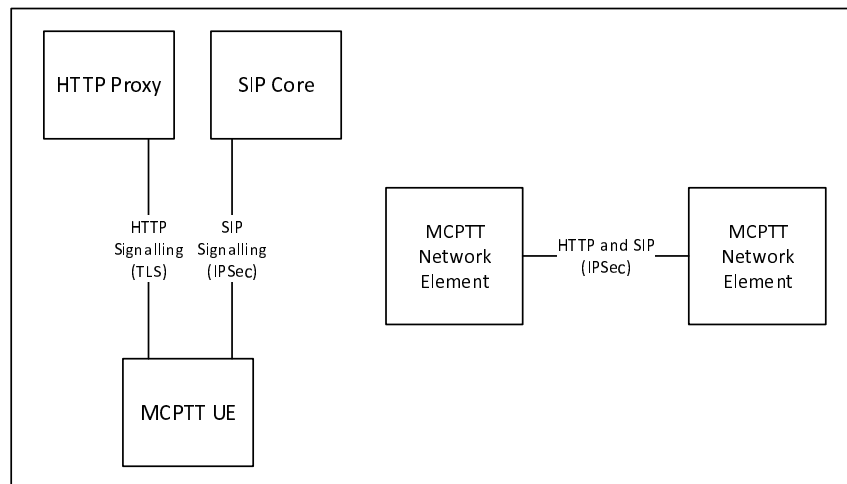 HTTP Proxy
SIP Core
HTTP
Signalling
(TLS)
SIP
Signalling
(IPSec)
MCPTT UE
MCPTT
Network
Element
HTTP and SIP
(IPSec)
MCPTT
Network
Element